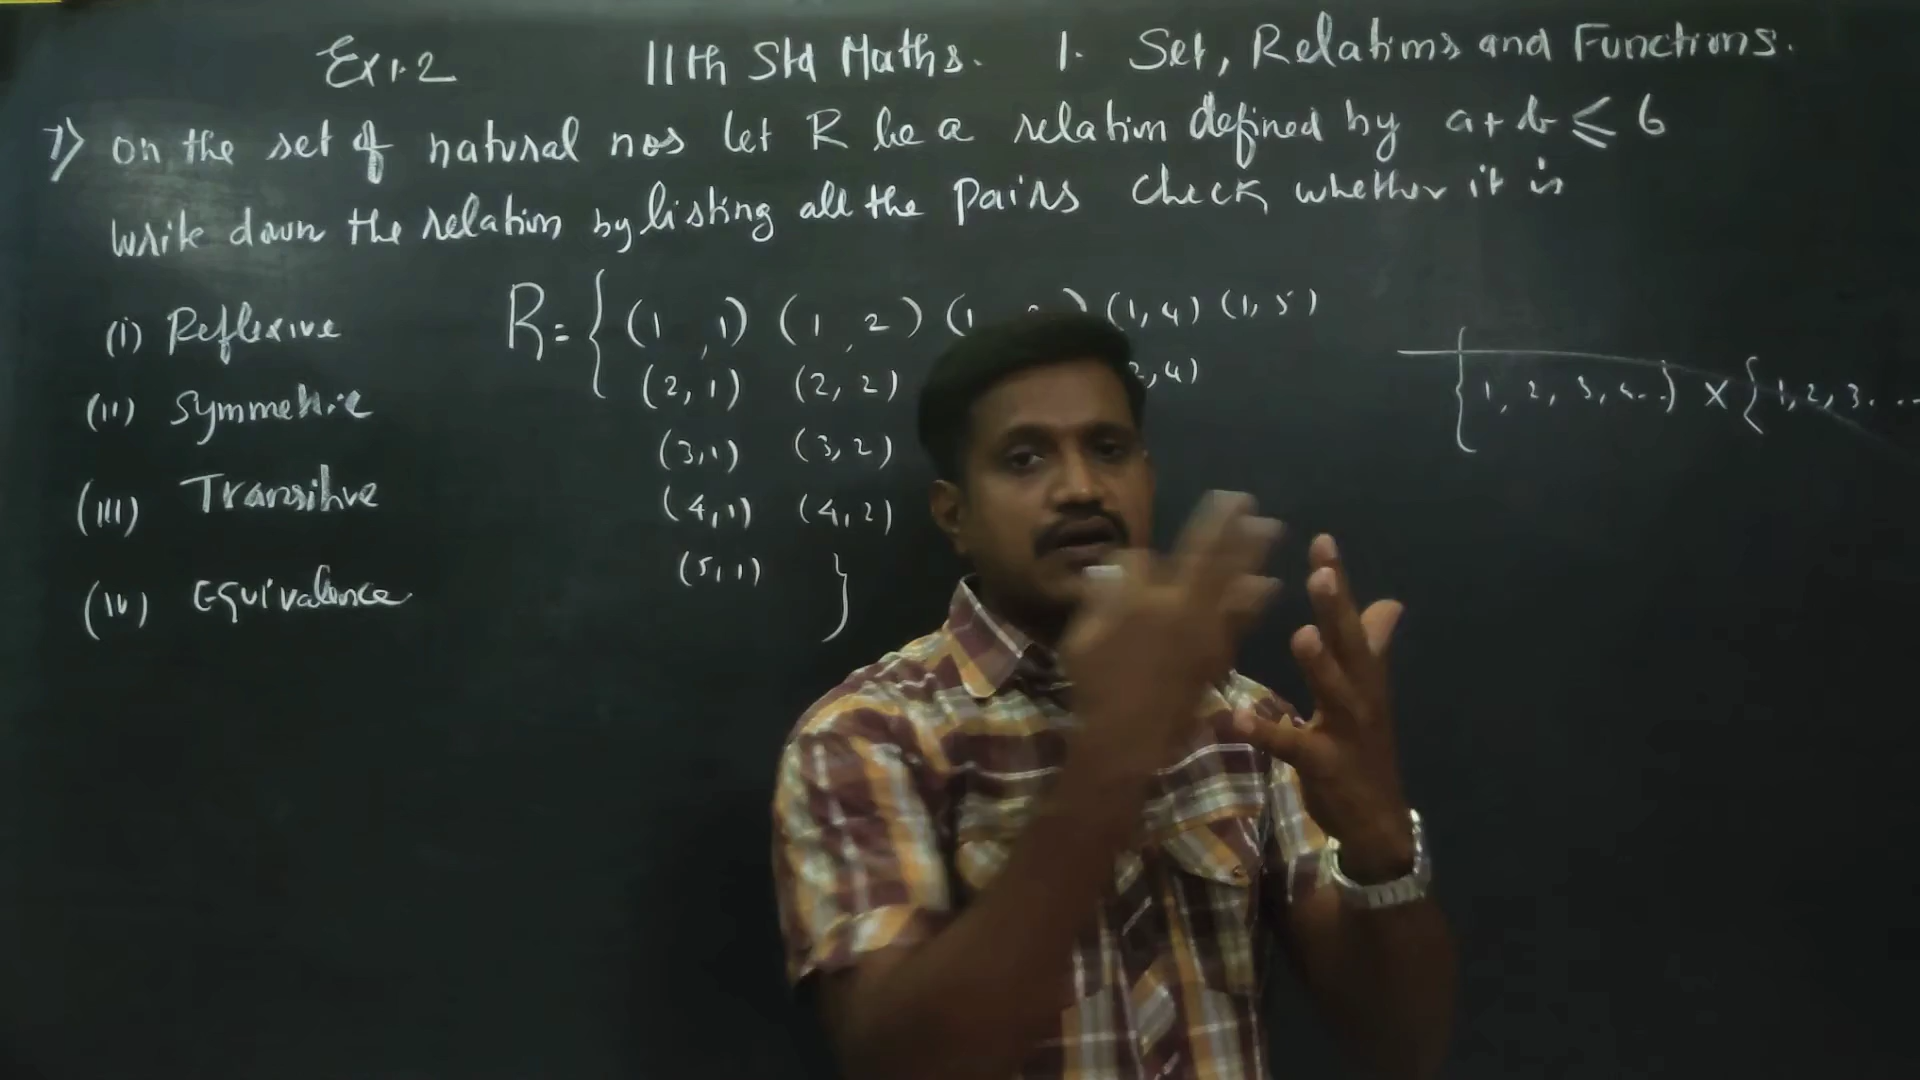 Ex 1.2 11th Std Maths. 1. Set, Relations and Functions.
7) On the set of natural nos let R be a relation defined by a+b ≤ 6
Write down the relation by listing all the pairs Check whether it is
(i) Reflexive R = { (1, 1) (1, 2) (1 ) (1, 4) (1, 5)
(2, 1) (2, 2) 2, 4)
{1, 2, 3, 4..} × {1, 2, 3. ..
(ii) Symmetric
(3, 1) (3, 2)
(iii) Transitive (4, 1) (4, 2)
(iv) Equivalence (5, 1) }